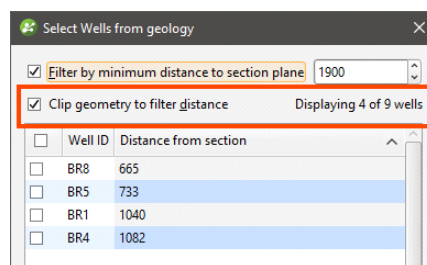 Select Wells from geology
Filter by minimum distance to section plane 1900
Clip geometry to filter distance Displaying 4 of 9 wells
Well ID Distance from section
BR8 665
BR5 733
BR1 1040
BR4 1082